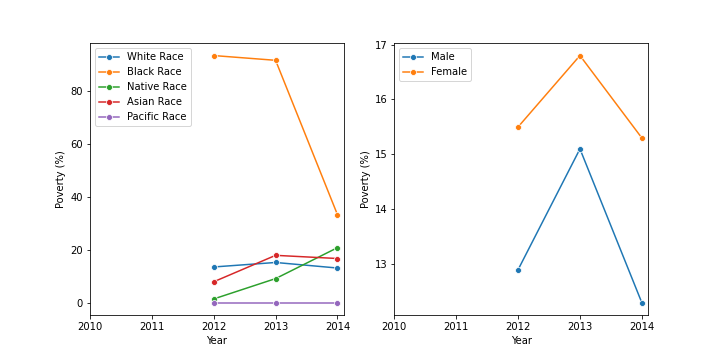 White Race
Black Race
Native Race
Asian Race
Pacific Race
80
60
40
20
0
Poverty (%)
2010 2011 2012 2013 2014
Year
Male
Female
17
16
15
14
13
Poverty (%)
2010 2011 2012 2013 2014
Year